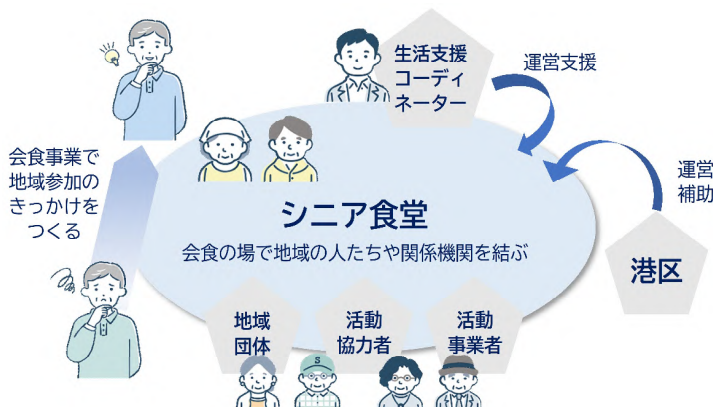 生活支援
コーディ
ネーター
運営支援
会食事業で
地域参加の
きっかけを
つくる
運営
補助
シニア食堂
会食の場で地域の人たちや関係機関を結ぶ
港区
地域
団体
活動
協力者
活動
事業者
S